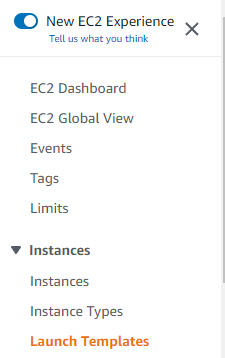 New EC2 Experience
Tell us what you think
EC2 Dashboard
EC2 Global View
Events
Tags
Limits
Instances
Instances
Instance Types
Launch Templates